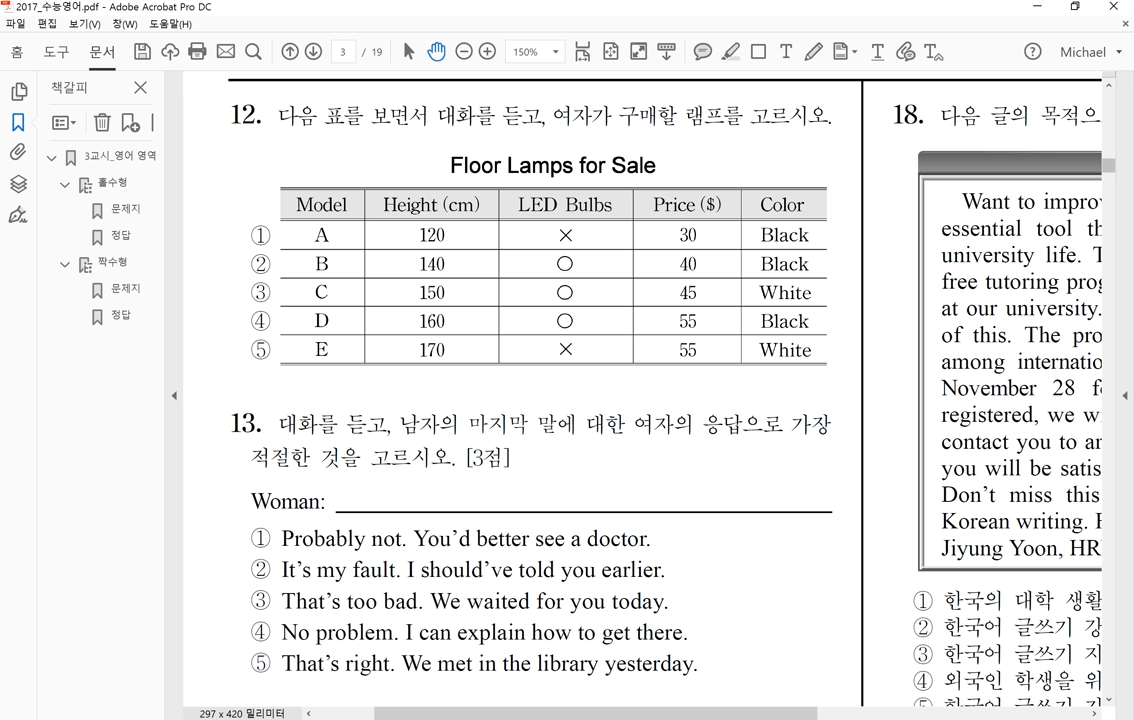 2017_수능영어.pdf - Adobe Acrobat Pro DC
파일 편집 보기(V) 창(W) 도움말(H)
홈 도구 문서 3 / 19 150% Michael
책갈피
3교시_영어 영역
홀수형
문제지
정답
짝수형
문제지
정답
12. 다음 표를 보면서 대화를 듣고, 여자가 구매할 램프를 고르시오.
Floor Lamps for Sale
Model Height (cm) LED Bulbs Price ($) Color
① A 120 × 30 Black
② B 140 ○ 40 Black
③ C 150 ○ 45 White
④ D 160 ○ 55 Black
⑤ E 170 × 55 White
13. 대화를 듣고, 남자의 마지막 말에 대한 여자의 응답으로 가장
적절한 것을 고르시오. [3점]
Woman:
① Probably not. You'd better see a doctor.
② It's my fault. I should've told you earlier.
③ That's too bad. We waited for you today.
④ No problem. I can explain how to get there.
⑤ That's right. We met in the library yesterday.
18. 다음 글의 목적으
Want to impro
essential tool th
university life.
free tutoring prog
at our university.
of this. The pro
among internatio
November 28 f
registered, we w
contact you to ar
you will be satis
Don't miss this
Korean writing.
Jiyung Yoon, HR
① 한국의 대학 생활
② 한국어 글쓰기 강
③ 한국어 글쓰기 지
④ 외국인 학생을 위
297 x 420 밀리미터